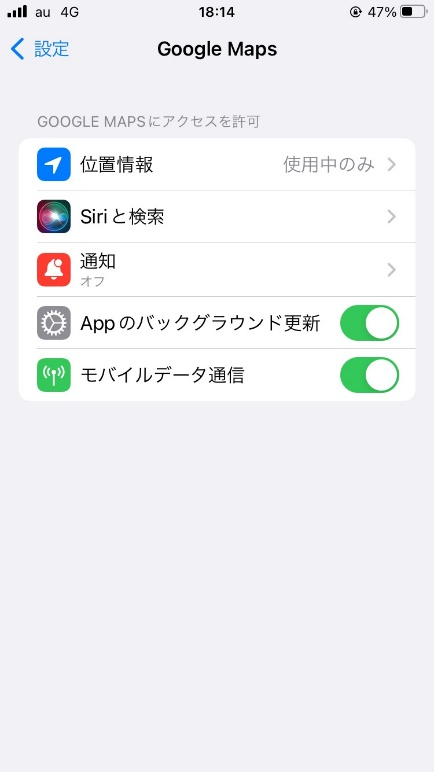 au 4G 18:14 47%
設定 Google Maps
GOOGLE MAPSにアクセスを許可
位置情報 使用中のみ
Siriと検索
通知
オフ
Appのバックグラウンド更新
モバイルデータ通信